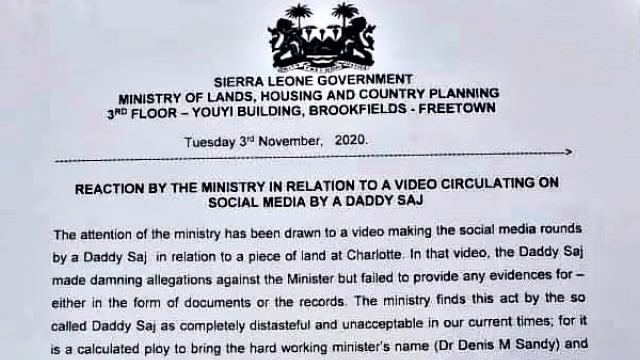 SIERRA LEONE GOVERNMENT
MINISTRY OF LANDS, HOUSING AND COUNTRY PLANNING
3RD FLOOR – YOUYI BUILDING, BROOKFIELDS - FREETOWN
Tuesday 3rd November, 2020.
REACTION BY THE MINISTRY IN RELATION TO A VIDEO CIRCULATING ON
SOCIAL MEDIA BY A DADDY SAJ
The attention of the ministry has been drawn to a video making the social media rounds
by a Daddy Saj in relation to a piece of land at Charlotte. In that video, the Daddy Saj
made damning allegations against the Minister but failed to provide any evidences for –
either in the form of documents or the records. The ministry finds this act by the so
called Daddy Saj as completely distasteful and unacceptable in our current times; for it
is a calculated ploy to bring the hard working minister's name (Dr Denis M Sandy) and